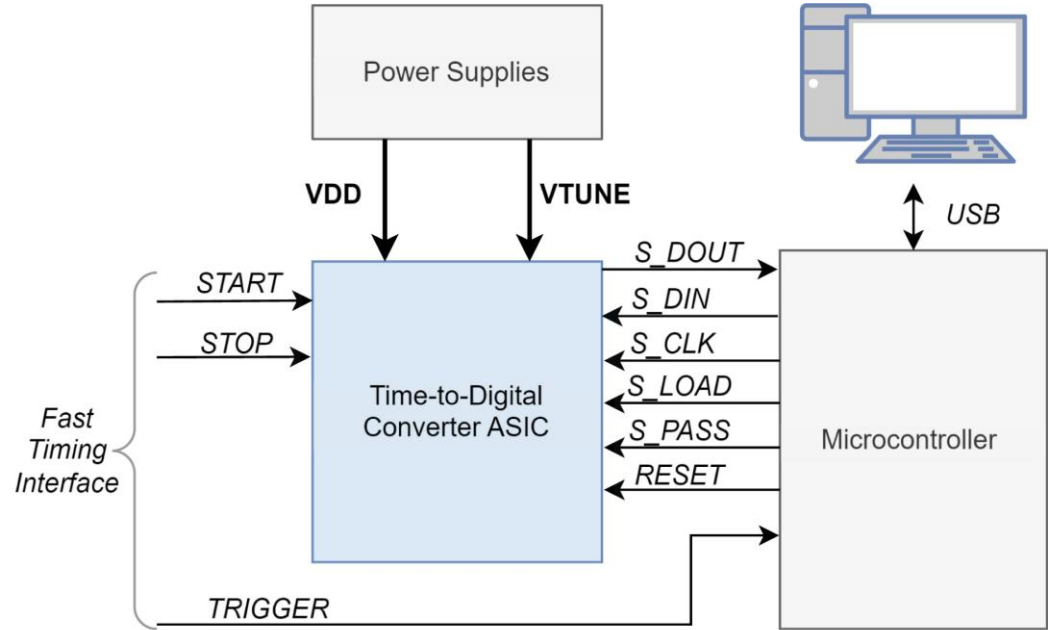 Power Supplies
VDD
VTUNE
USB
START
STOP
Fast
Timing
Interface
Time-to-Digital
Converter ASIC
S_DOUT
S_DIN
S_CLK
S_LOAD
S_PASS
RESET
Microcontroller
TRIGGER